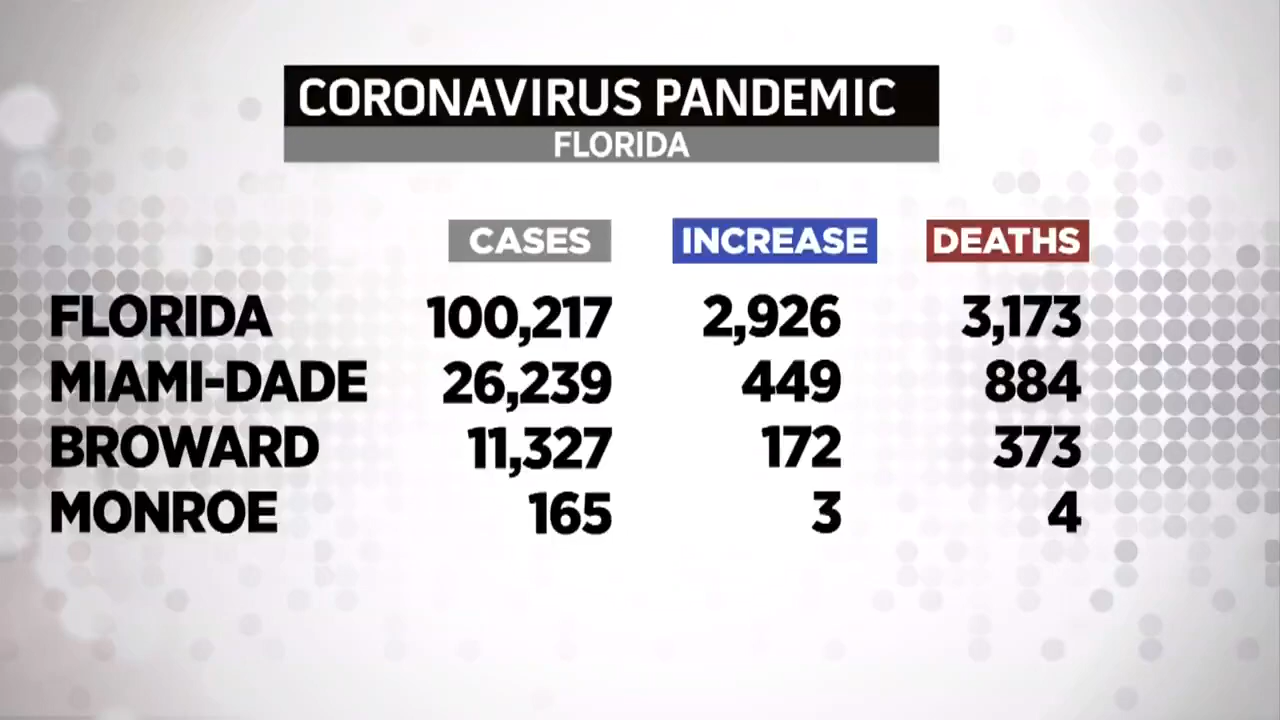 CORONAVIRUS PANDEMIC
FLORIDA
CASES INCREASE DEATHS
FLORIDA 100,217 2,926 3,173
MIAMI-DADE 26,239 449 884
BROWARD 11,327 172 373
MONROE 165 3 4